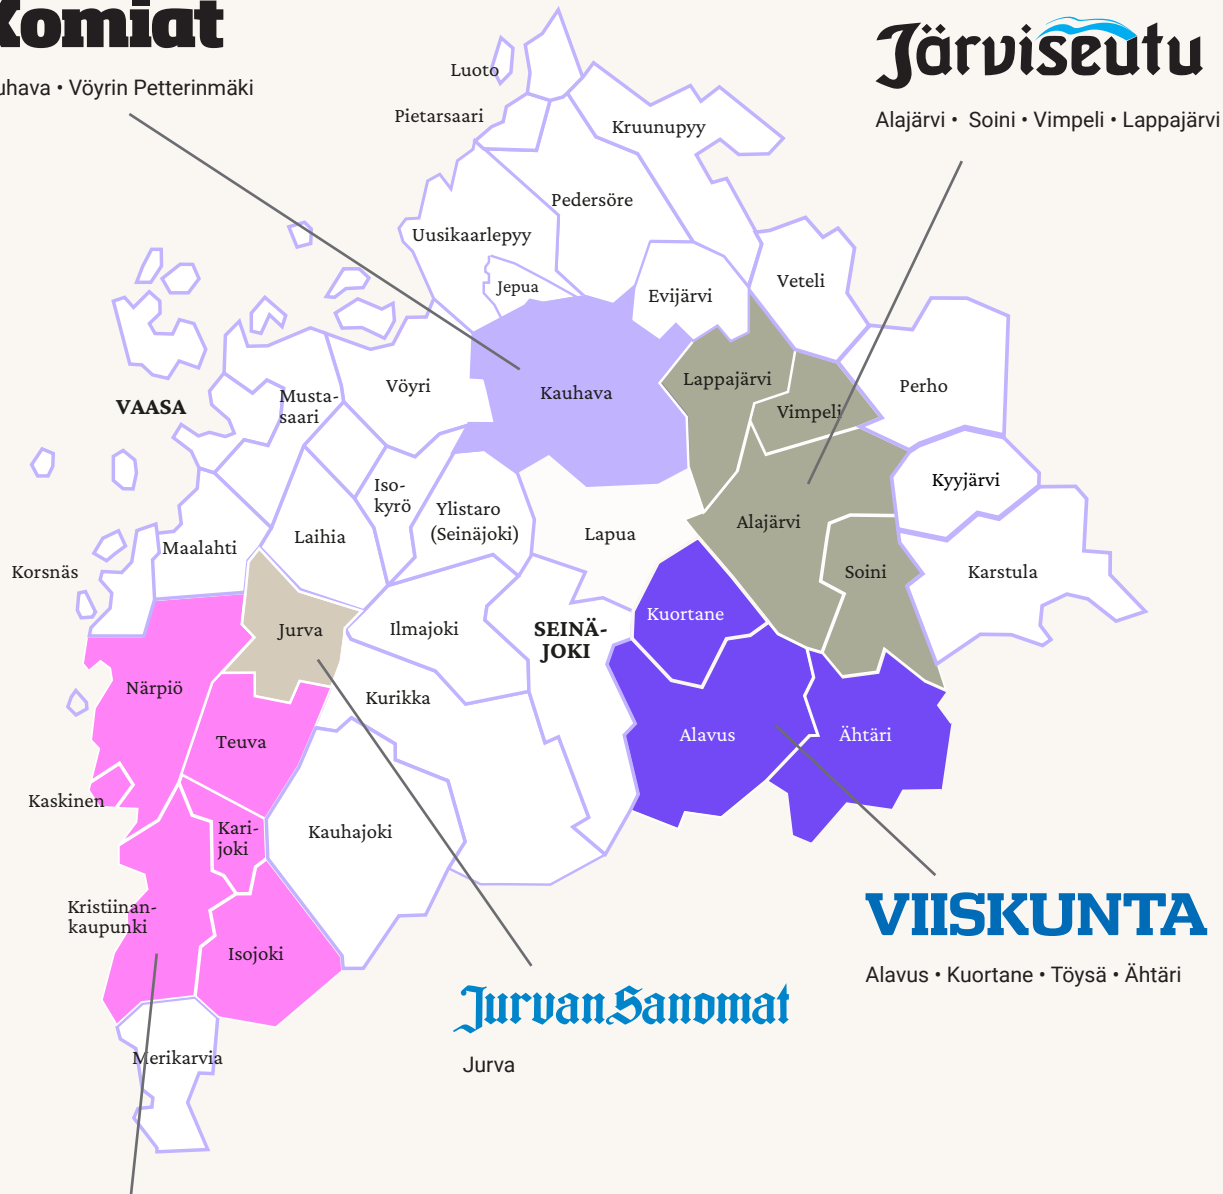 Komiat
uhava • Vöyrin Petterinmäki
Järviseutu
Alajärvi • Soini • Vimpeli • Lappajärvi
Luoto
Pietarsaari
Kruunupyy
Pedersöre
Uusikaarlepyy
Jepua
Evijärvi
Veteli
Vöyri
Kauhava
Lappajärvi
Vimpeli
Perho
VAASA
Musta-
saari
Iso-
kyrö
Ylistaro
(Seinäjoki)
Lapua
Kyyjärvi
Alajärvi
Laihia
Maalahti
Korsnäs
Soini
Karstula
Jurva
Ilmajoki
SEINÄ-
JOKI
Kuortane
Närpiö
Kurikka
Teuva
Alavus
Ähtäri
Kaskinen
Kari-
joki
Kauhajoki
Kristiinan-
kaupunki
Isojoki
VIISKUNTA
Alavus • Kuortane • Töysä • Ähtäri
Jurvan Sanomat
Jurva
Merikarvia